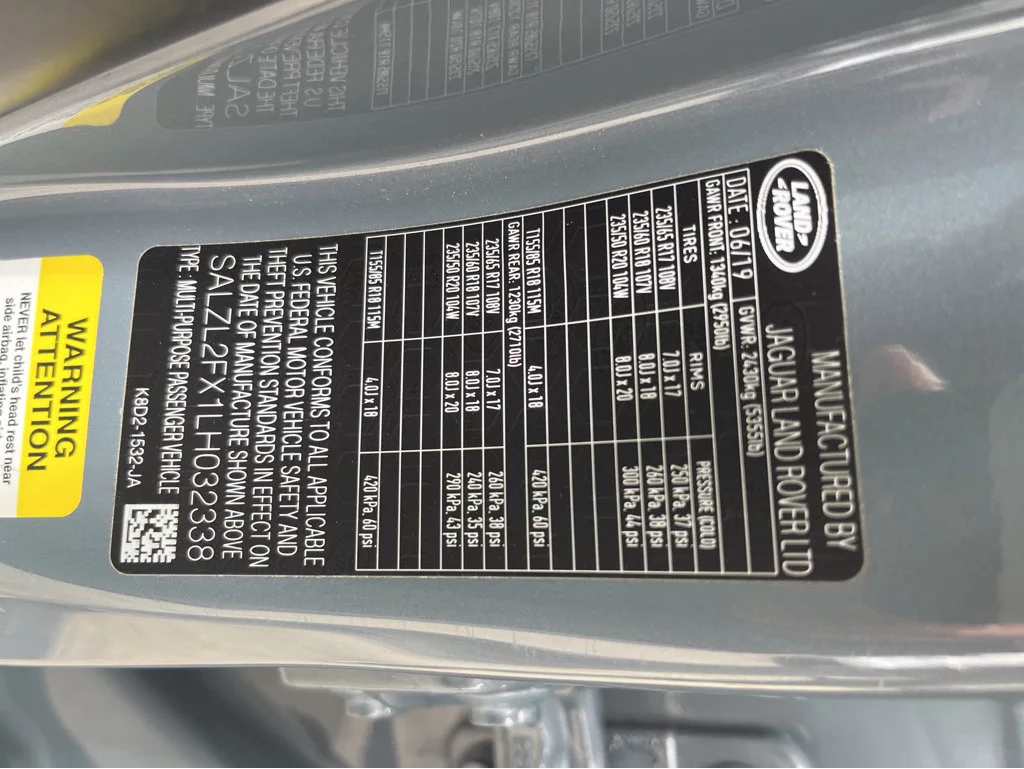 LAND
ROVER
MANUFACTURED BY
JAGUAR LAND ROVER LTD
DATE : 06/19 GVWR: 2430kg (5355lb)
GAWR FRONT: 1340kg (2950lb)
TIRES RIMS PRESSURE (COLD)
235/65 R17 108V 7.0J x 17 250 kPa 37 psi
235/60 R18 107V 8.0J x 18 260 kPa 38 psi
235/50 R20 104W 8.0J x 20 300 kPa 44 psi
T155/85 R18 115M 4.0J x 18 420 kPa 60 psi
GAWR REAR: 1230kg (2710lb)
235/65 R17 108V 7.0J x 17 260 kPa 38 psi
235/60 R18 107V 8.0J x 18 240 kPa 35 psi
235/50 R20 104W 8.0J x 20 290 kPa 43 psi
T155/85 R18 115M 4.0J x 18 420 kPa 60 psi
THIS VEHICLE CONFORMS TO ALL APPLICABLE
U.S. FEDERAL MOTOR VEHICLE SAFETY AND
THEFT PREVENTION STANDARDS IN EFFECT ON
THE DATE OF MANUFACTURE SHOWN ABOVE
SALZL2FX1LH032338
TYPE: MULTI-PURPOSE PASSENGER VEHICLE
K8D2-1532-JA
WARNING
ATTENTION
NEVER let child's head rest near
side airbag